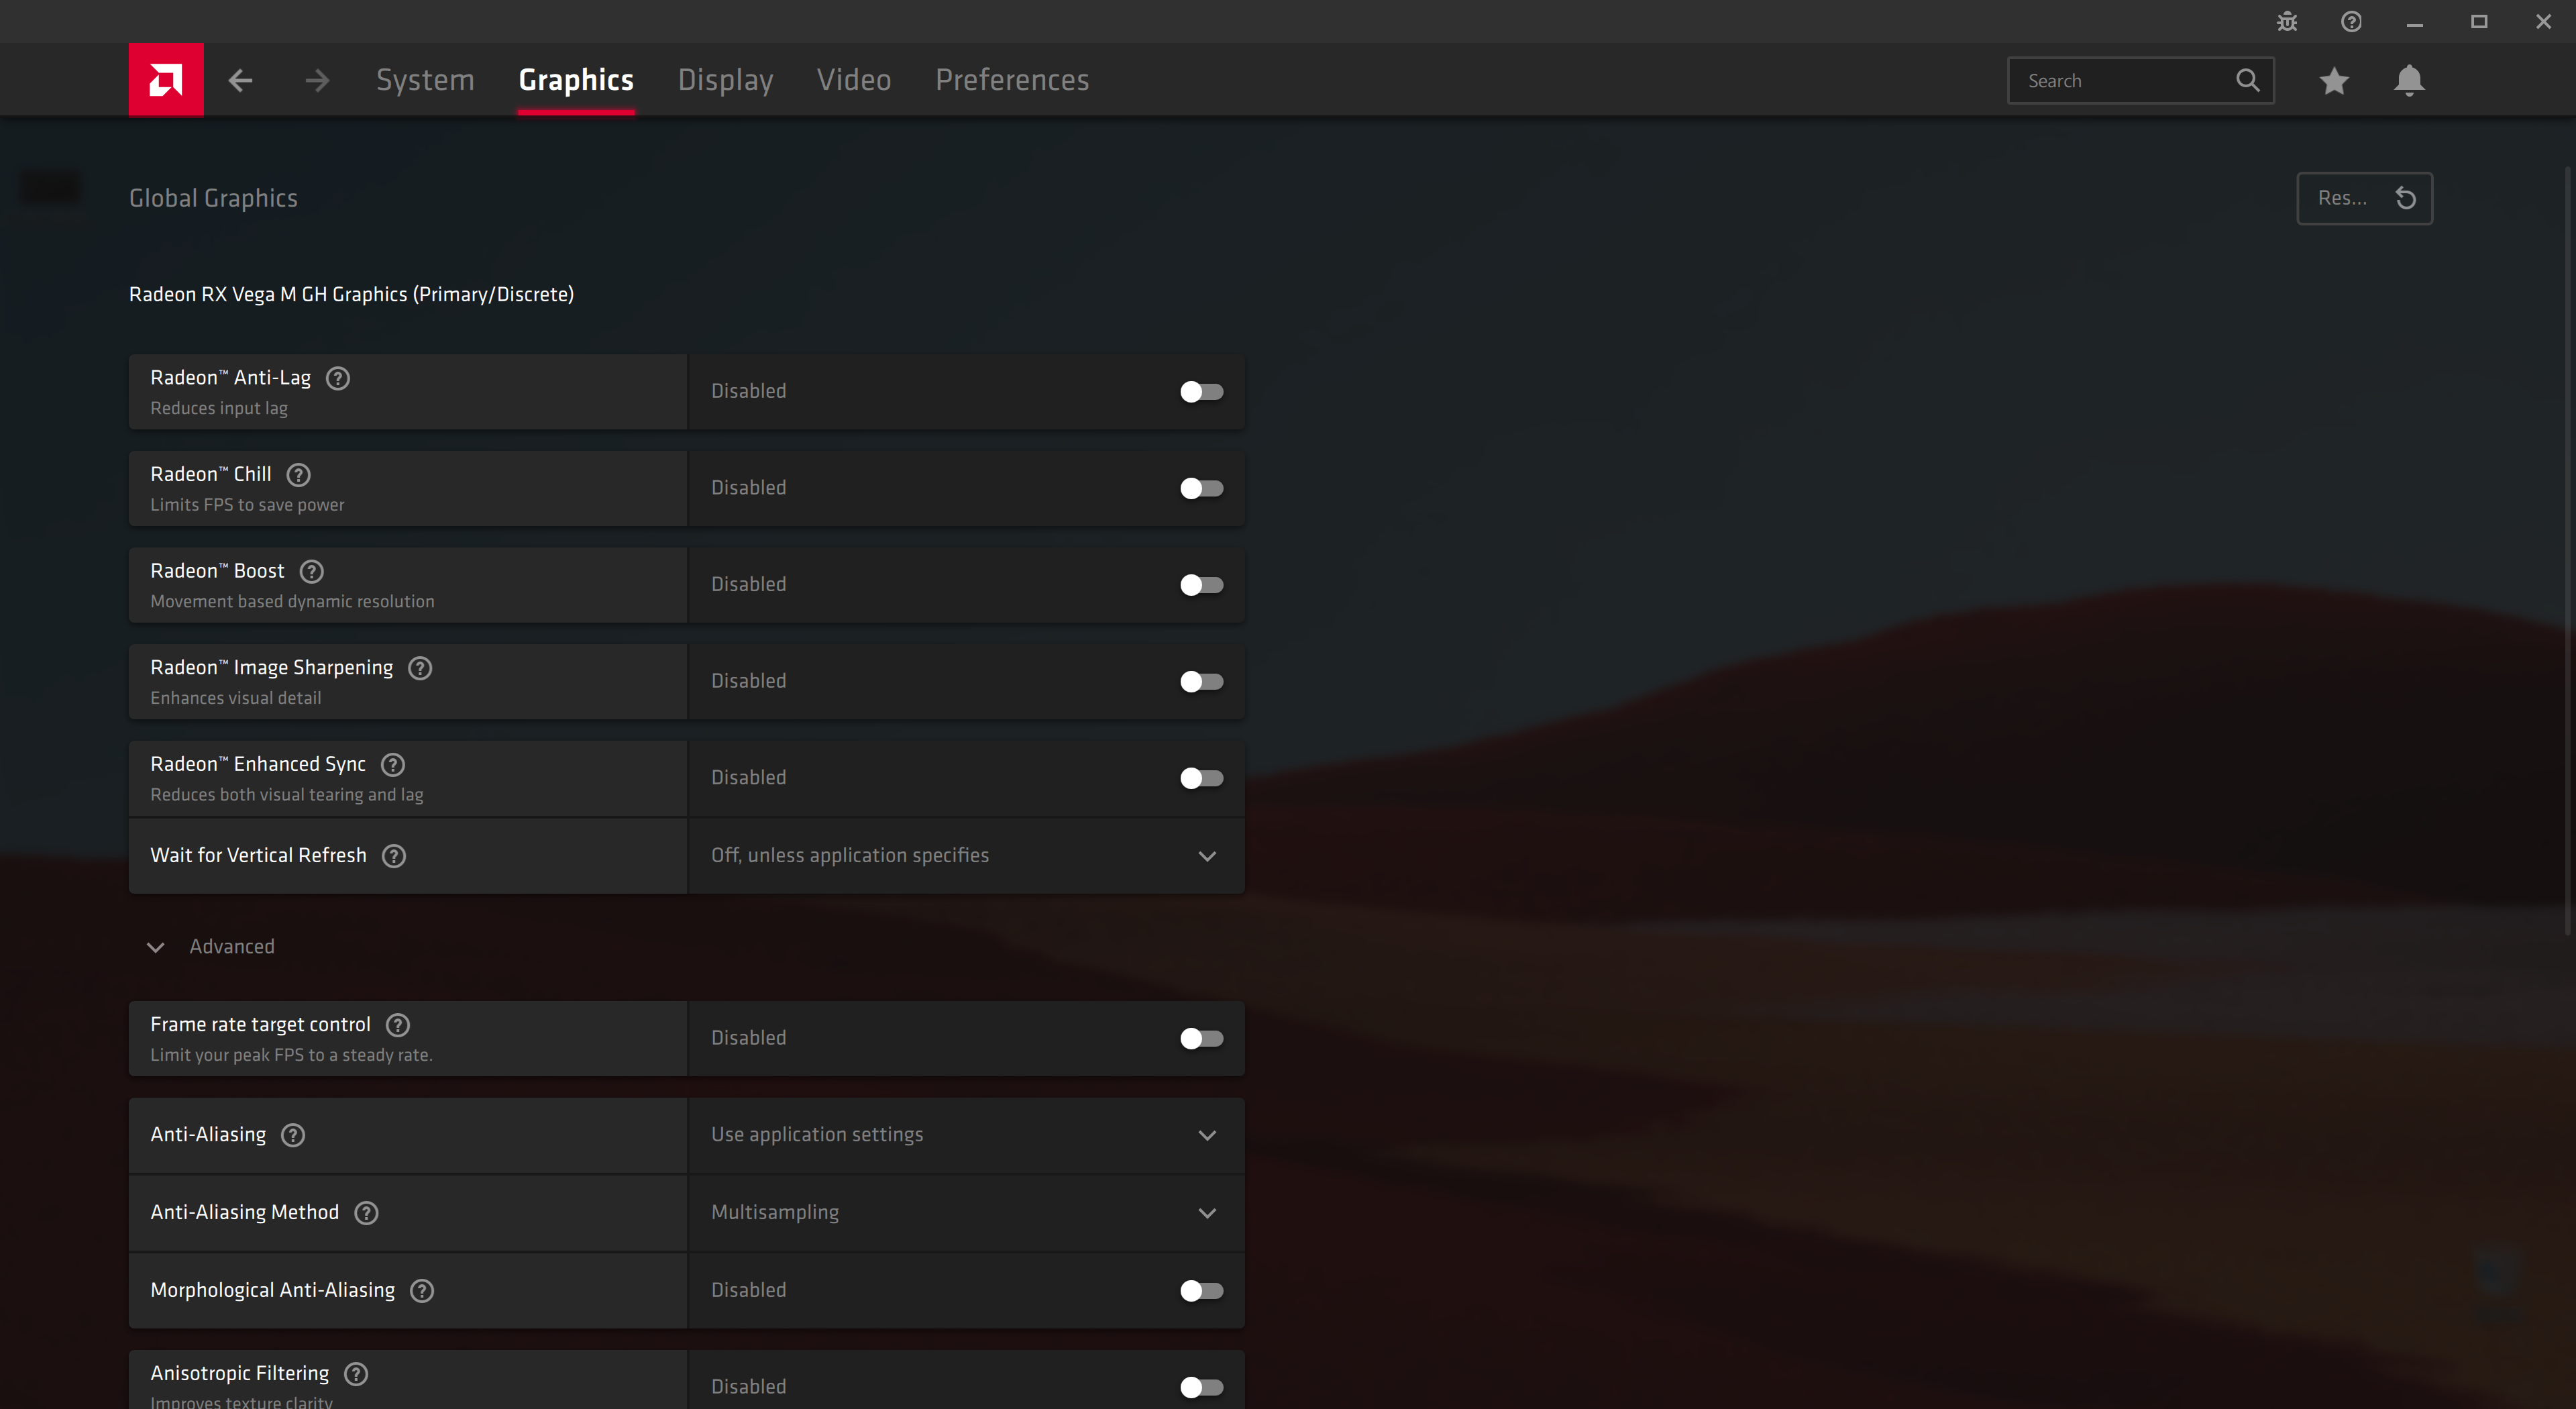 System Graphics Display Video Preferences Search
Global Graphics Res...
Radeon RX Vega M GH Graphics (Primary/Discrete)
Radeon™ Anti-Lag
Reduces input lag
Disabled
Radeon™ Chill
Limits FPS to save power
Disabled
Radeon™ Boost
Movement based dynamic resolution
Disabled
Radeon™ Image Sharpening
Enhances visual detail
Disabled
Radeon™ Enhanced Sync
Reduces both visual tearing and lag
Disabled
Wait for Vertical Refresh
Off, unless application specifies
Advanced
Frame rate target control
Limit your peak FPS to a steady rate.
Disabled
Anti-Aliasing
Use application settings
Anti-Aliasing Method
Multisampling
Morphological Anti-Aliasing
Disabled
Anisotropic Filtering
Improves texture clarity
Disabled